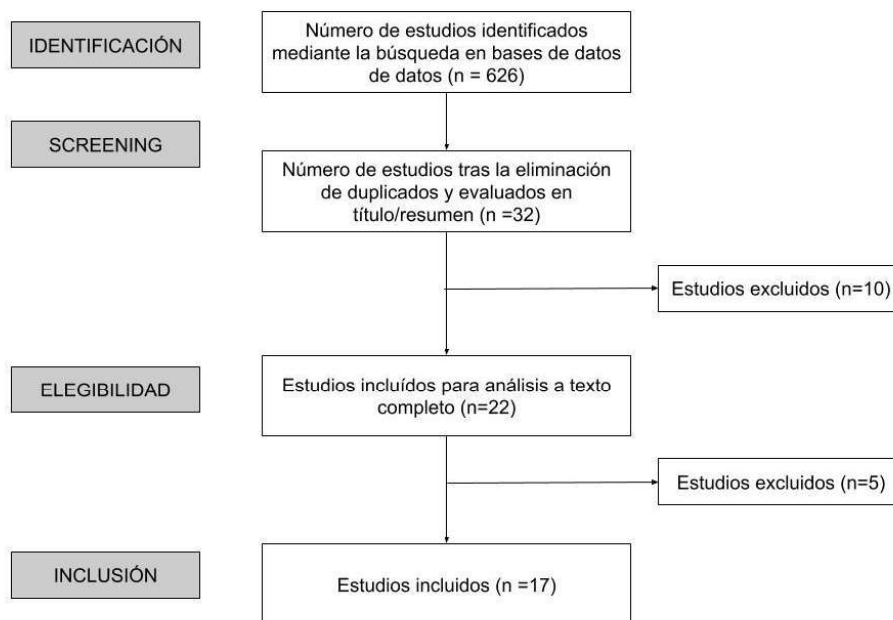 IDENTIFICACIÓN
Número de estudios identificados
mediante la búsqueda en bases de datos
de datos (n = 626)
SCREENING
Número de estudios tras la eliminación
de duplicados y evaluados en
título/resumen (n =32)
Estudios excluidos (n=10)
ELEGIBILIDAD
Estudios incluídos para análisis a texto
completo (n=22)
Estudios excluidos (n=5)
INCLUSIÓN
Estudios incluidos (n =17)